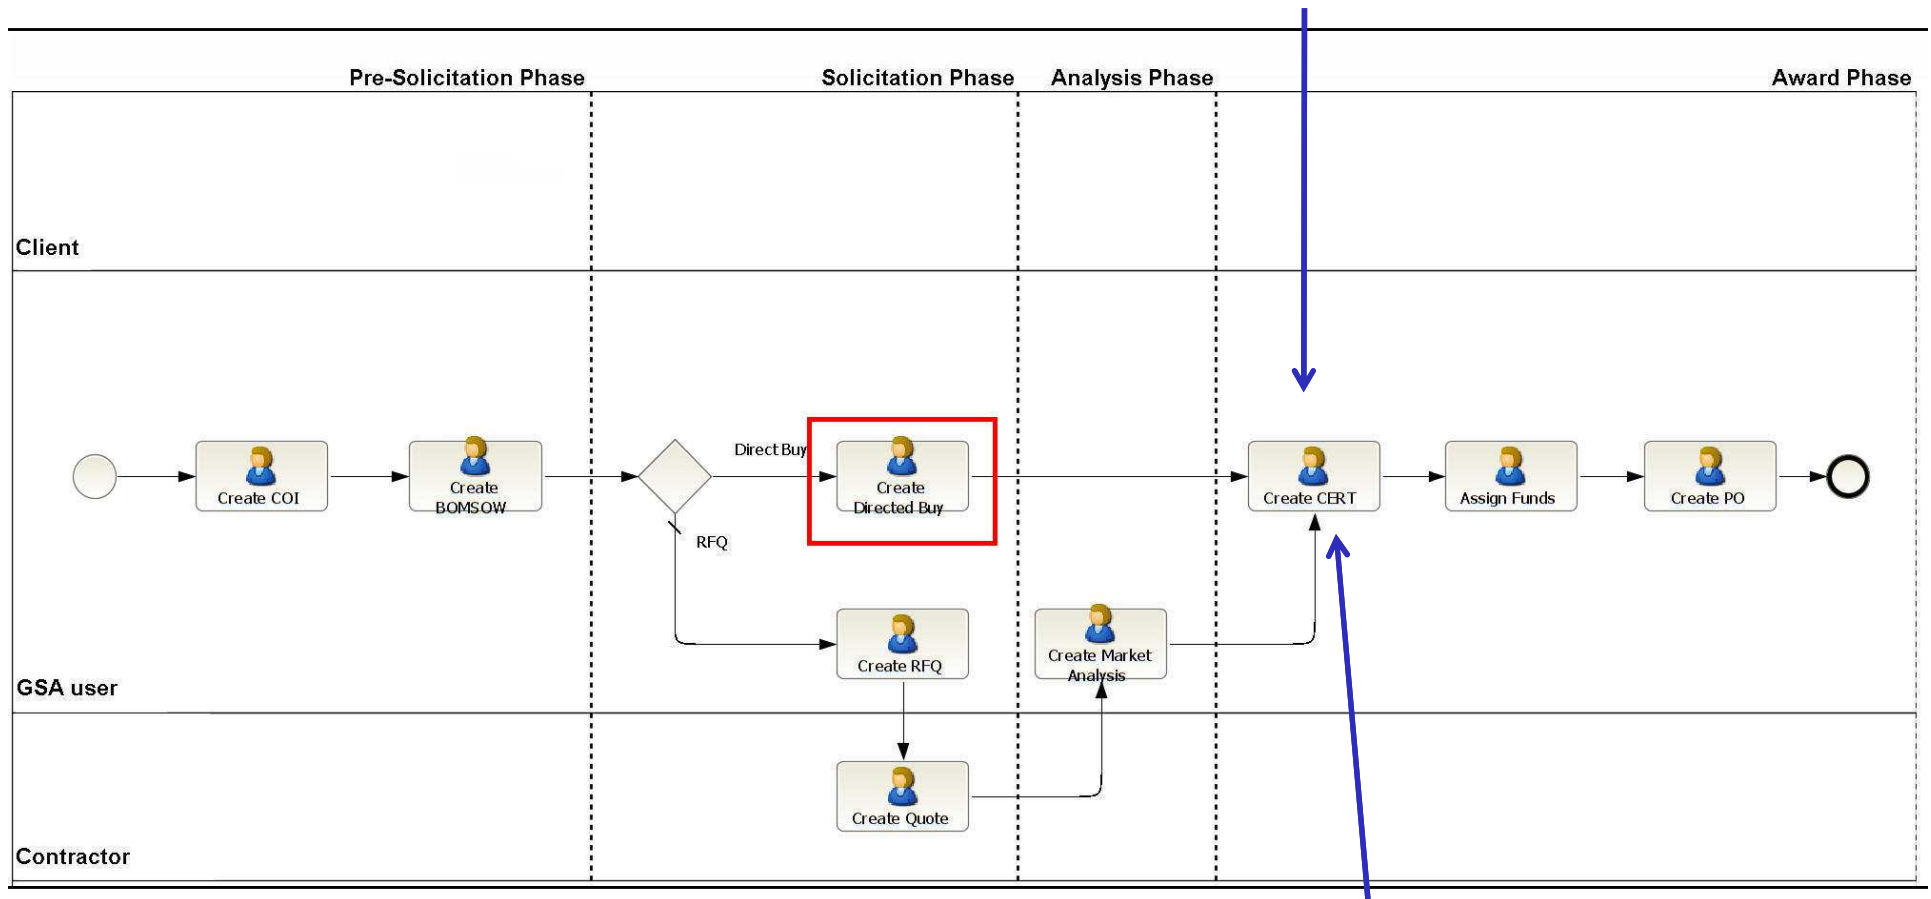 Pre-Solicitation Phase
Solicitation Phase
Analysis Phase
Award Phase
Client
Direct Buy
Create COI
Create
BOMSOW
Create
Directed Buy
Create CERT
Assign Funds
Create PO
RFQ
Create RFQ
Create Market
Analysis
GSA user
Create Quote
Contractor